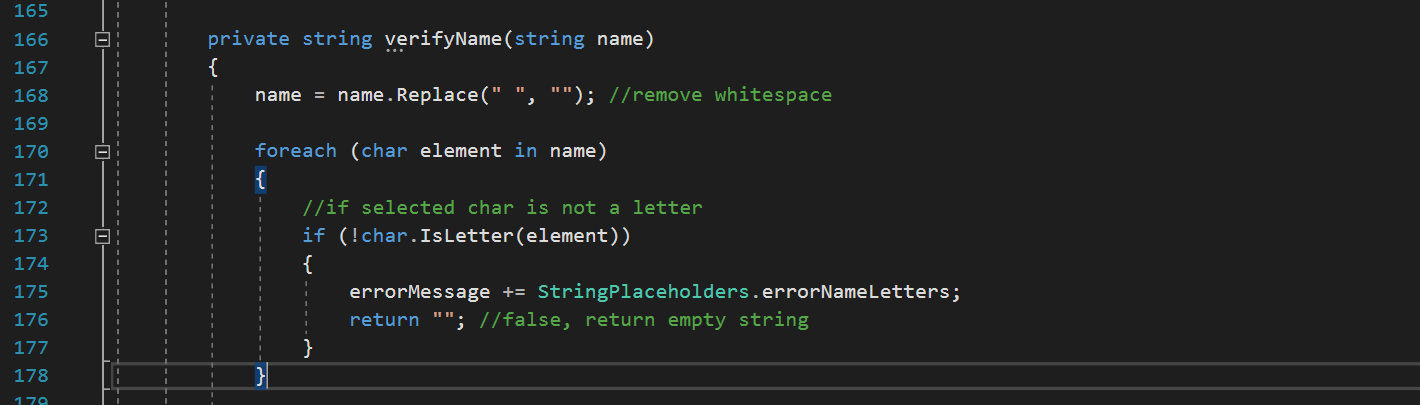 165
166 private string verifyName(string name)
167 {
168 name = name.Replace(" ", ""); //remove whitespace
169
170 foreach (char element in name)
171 {
172 //if selected char is not a letter
173 if (!char.IsLetter(element))
174 {
175 errorMessage += StringPlaceholders.errorNameLetters;
176 return ""; //false, return empty string
177 }
178 }
179